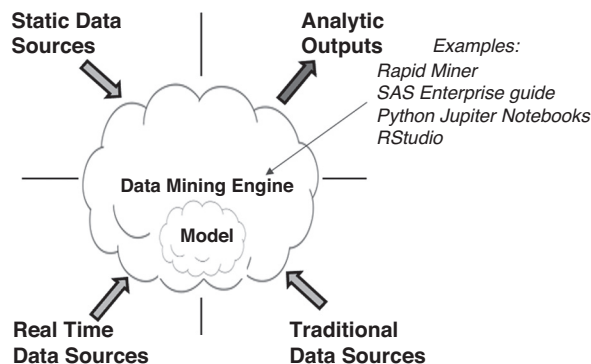 Static Data
Sources
Analytic
Outputs
Examples:
Rapid Miner
SAS Enterprise guide
Python Jupiter Notebooks
RStudio
Data Mining Engine
Model
Real Time
Data Sources
Traditional
Data Sources